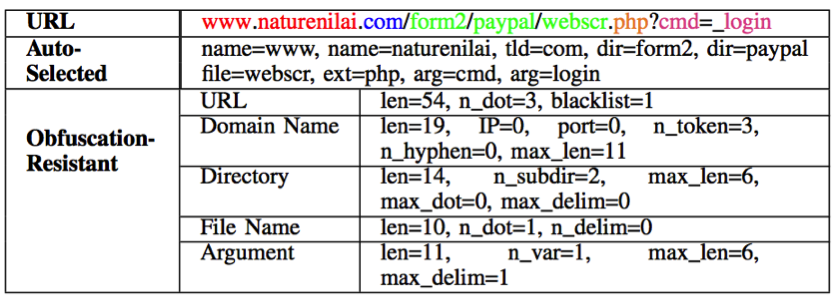 URL www.naturenilai.com/form2/paypal/webscr.php?cmd=_login
Auto-Selected name=www, name=naturenilai, tld=com, dir=form2, dir=paypal
file=webscr, ext=php, arg=cmd, arg=login
Obfuscation-Resistant
URL len=54, n_dot=3, blacklist=1
Domain Name len=19, IP=0, port=0, n_token=3,
n_hyphen=0, max_len=11
Directory len=14, n_subdir=2, max_len=6,
max_dot=0, max_delim=0
File Name len=10, n_dot=1, n_delim=0
Argument len=11, n_var=1, max_len=6,
max_delim=1